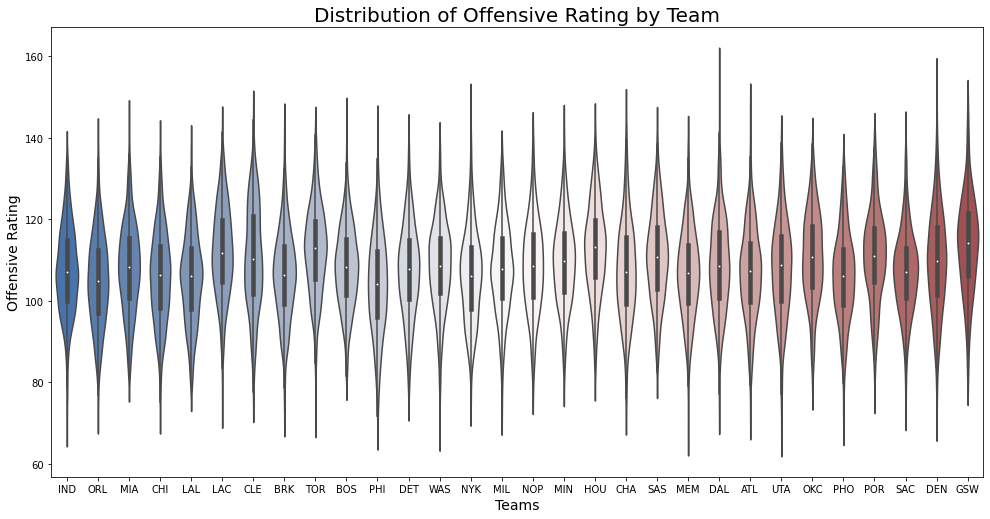 Distribution of Offensive Rating by Team
Offensive Rating
160
140
120
100
80
60
IND ORL MIA CHI LAL LAC CLE BRK TOR BOS PHI DET WAS NYK MIL NOP MIN HOU CHA SAS MEM DAL ATL UTA OKC PHO POR SAC DEN GSW
Teams